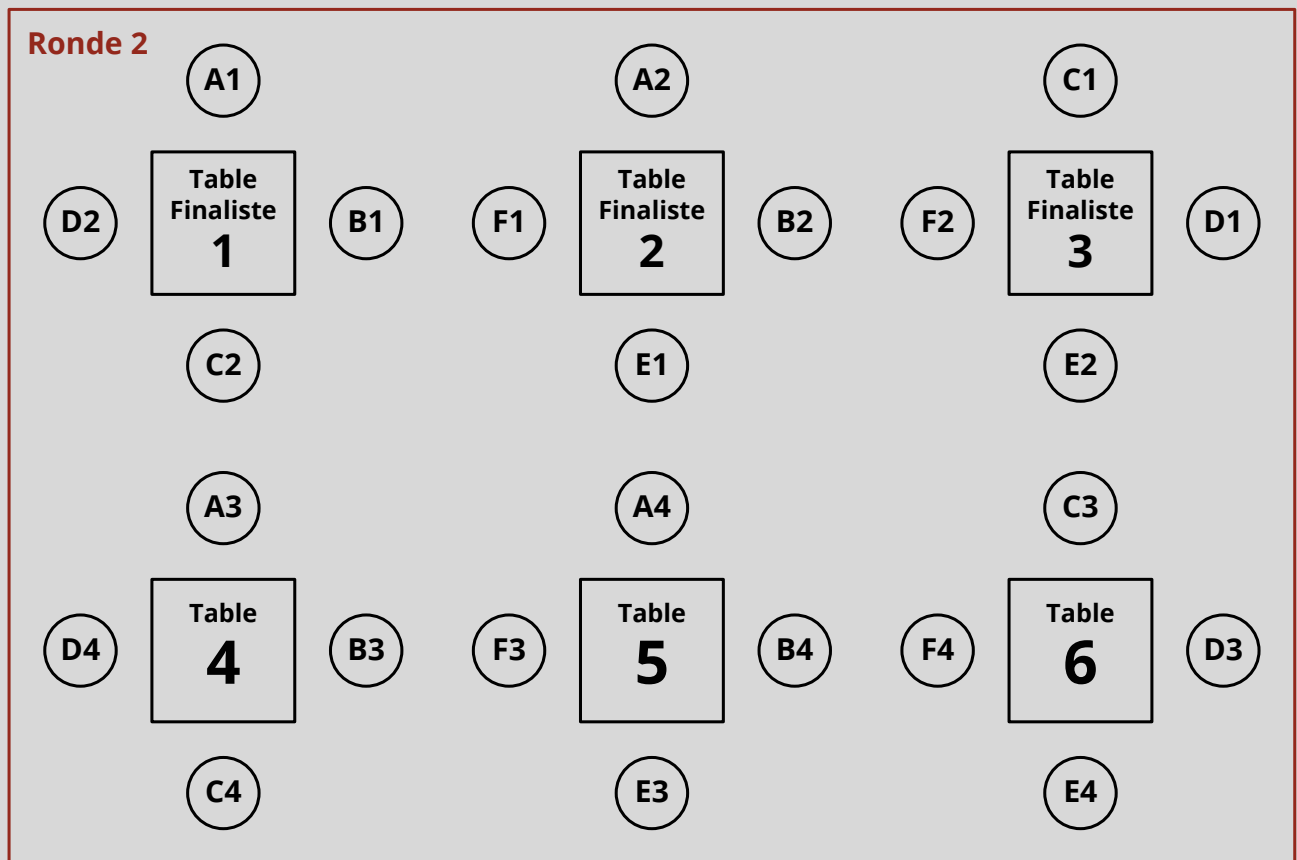 Ronde 2
A1
A2
C1
D2
Table
Finaliste
1
B1
F1
Table
Finaliste
2
B2
F2
Table
Finaliste
3
D1
C2
E1
E2
A3
A4
C3
D4
Table
4
B3
F3
Table
5
B4
F4
Table
6
D3
C4
E3
E4